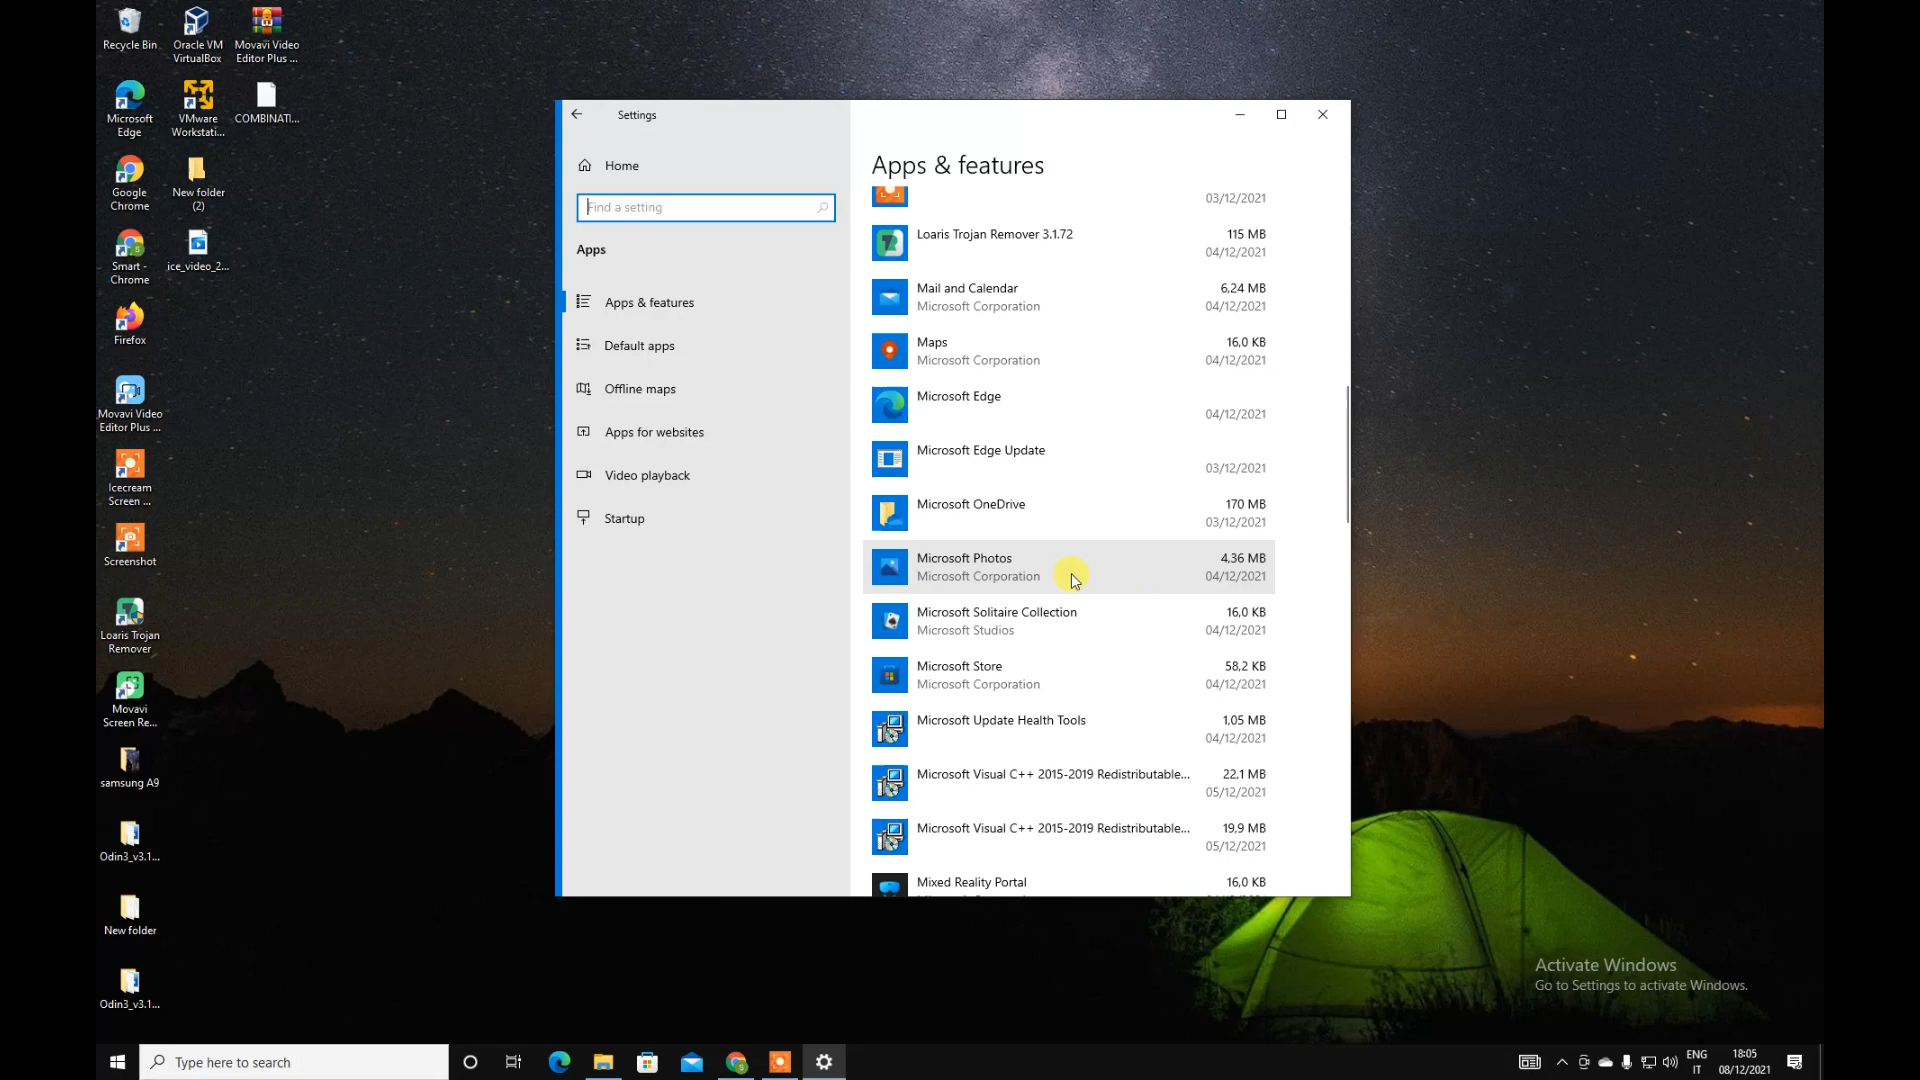 Recycle Bin
Oracle VM
VirtualBox
Movavi Video
Editor Plus ...
Microsoft
Edge
VMware
Workstati...
COMBINATI...
Google
Chrome
New folder
(2)
Smart -
Chrome
ice_video_2...
Firefox
Movavi Video
Editor Plus ...
Icecream
Screen ...
Screenshot
Loaris Trojan
Remover
Movavi
Screen Re...
samsung A9
Odin3_v3.1...
New folder
Odin3_v3.1...
Settings
Home
Find a setting
Apps
Apps & features
Default apps
Offline maps
Apps for websites
Video playback
Startup
Apps & features
03/12/2021
Loaris Trojan Remover 3.1.72 115 MB
04/12/2021
Mail and Calendar 6,24 MB
Microsoft Corporation 04/12/2021
Maps 16,0 KB
Microsoft Corporation 04/12/2021
Microsoft Edge
04/12/2021
Microsoft Edge Update
03/12/2021
Microsoft OneDrive 170 MB
03/12/2021
Microsoft Photos 4,36 MB
Microsoft Corporation 04/12/2021
Microsoft Solitaire Collection 16,0 KB
Microsoft Studios 04/12/2021
Microsoft Store 58,2 KB
Microsoft Corporation 04/12/2021
Microsoft Update Health Tools 1,05 MB
04/12/2021
Microsoft Visual C++ 2015-2019 Redistributable... 22,1 MB
05/12/2021
Microsoft Visual C++ 2015-2019 Redistributable... 19,9 MB
05/12/2021
Mixed Reality Portal 16,0 KB
Activate Windows
Go to Settings to activate Windows.
Type here to search
ENG
IT
18:05
08/12/2021